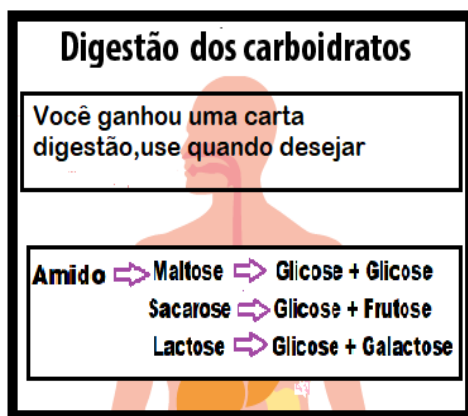 Digestão dos carboidratos
Você ganhou uma carta
digestão,use quando desejar
Amido ⇨ Maltose ⇨ Glicose + Glicose
Sacarose ⇨ Glicose + Frutose
Lactose ⇨ Glicose + Galactose